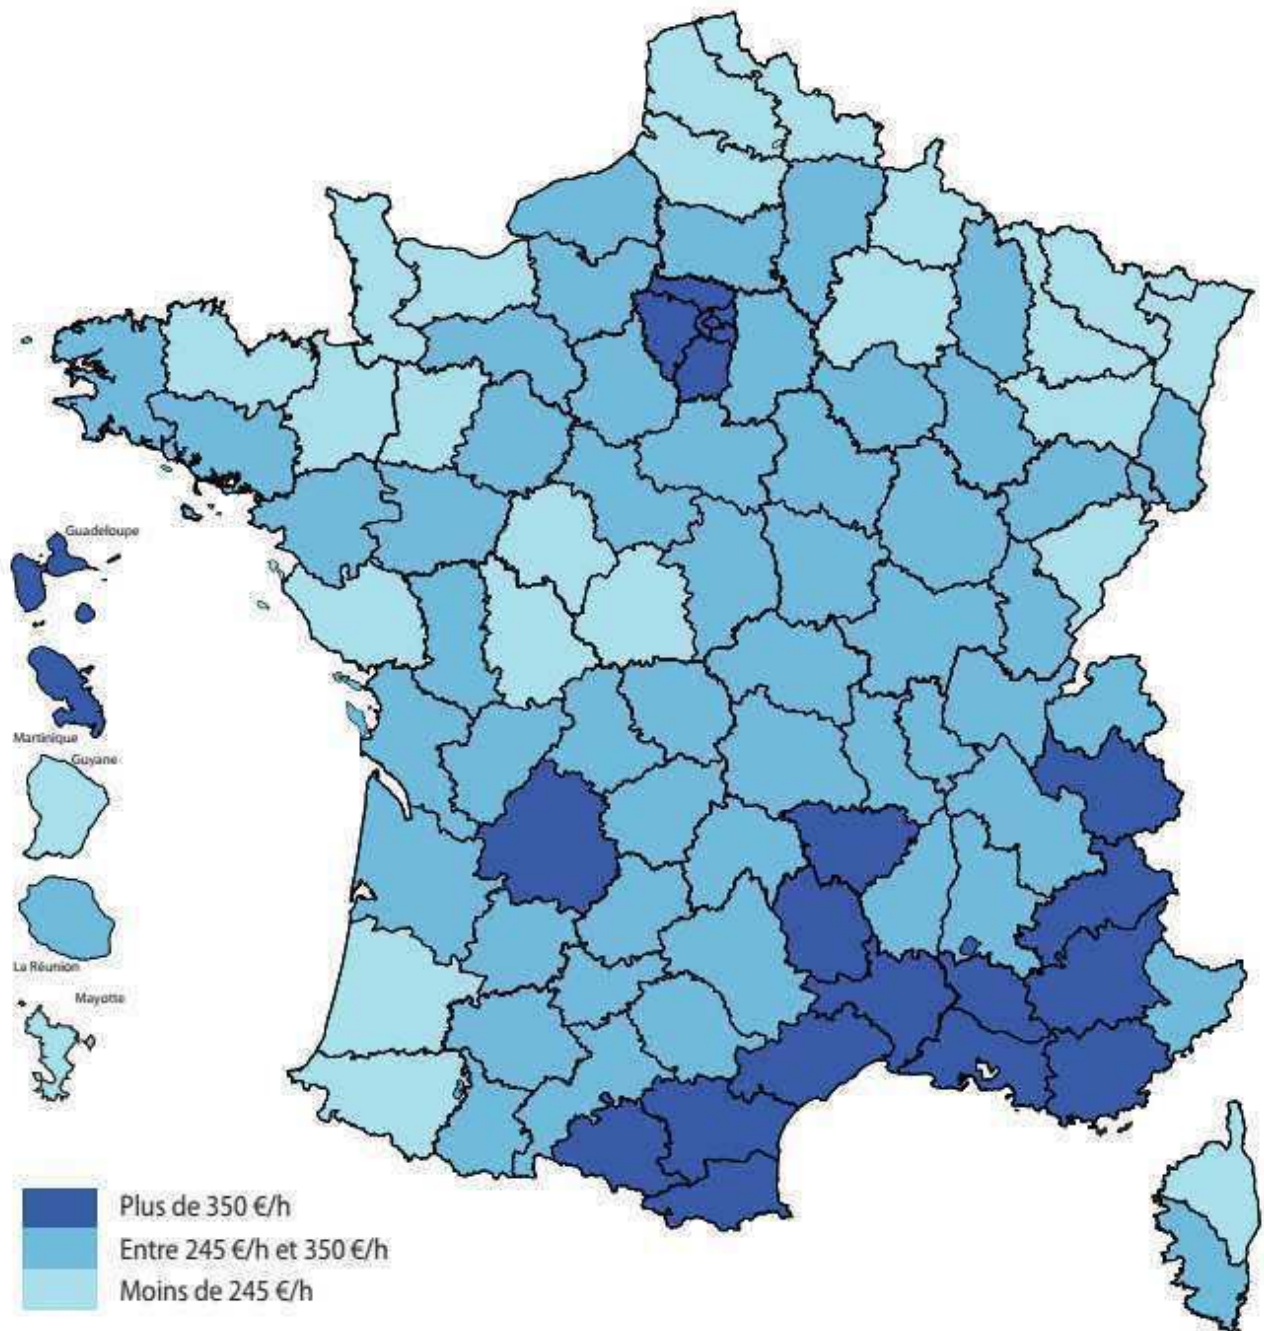 Guadeloupe
Martinique
Guyane
La Réunion
Mayotte
Plus de 350 €/h
Entre 245 €/h et 350 €/h
Moins de 245 €/h